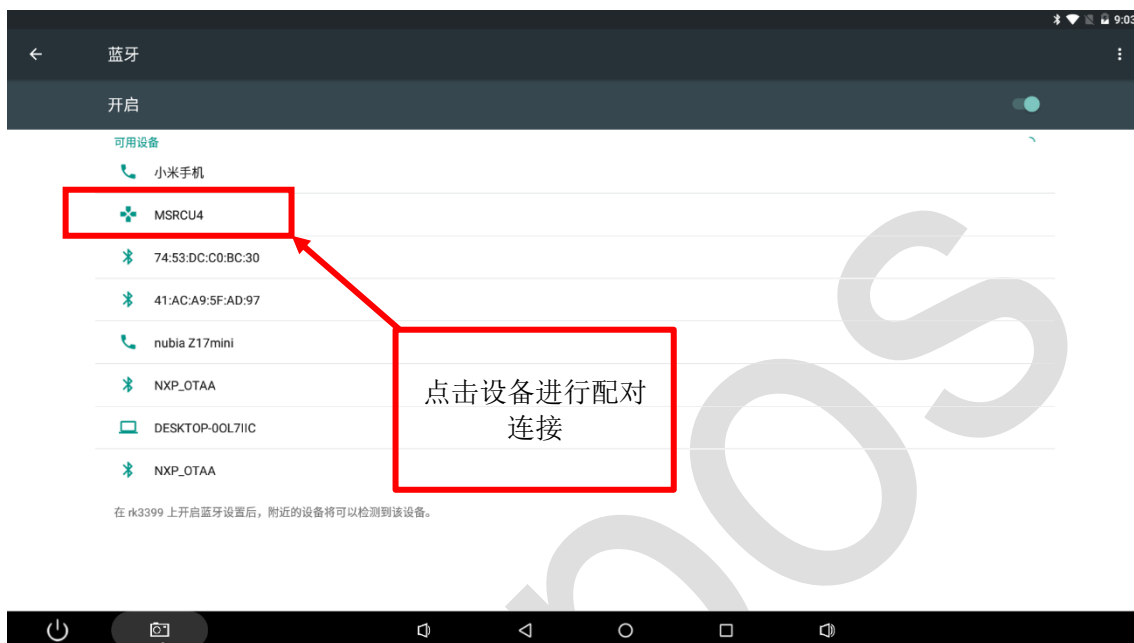 9:03
蓝牙
开启
可用设备
小米手机
MSRCU4
74:53:DC:C0:BC:30
41:AC:A9:5F:AD:97
nubia Z17mini
NXP_OTAA
DESKTOP-0OL7IIC
NXP_OTAA
点击设备进行配对
连接
在 rk3399 上开启蓝牙设置后，附近的设备将可以检测到该设备。